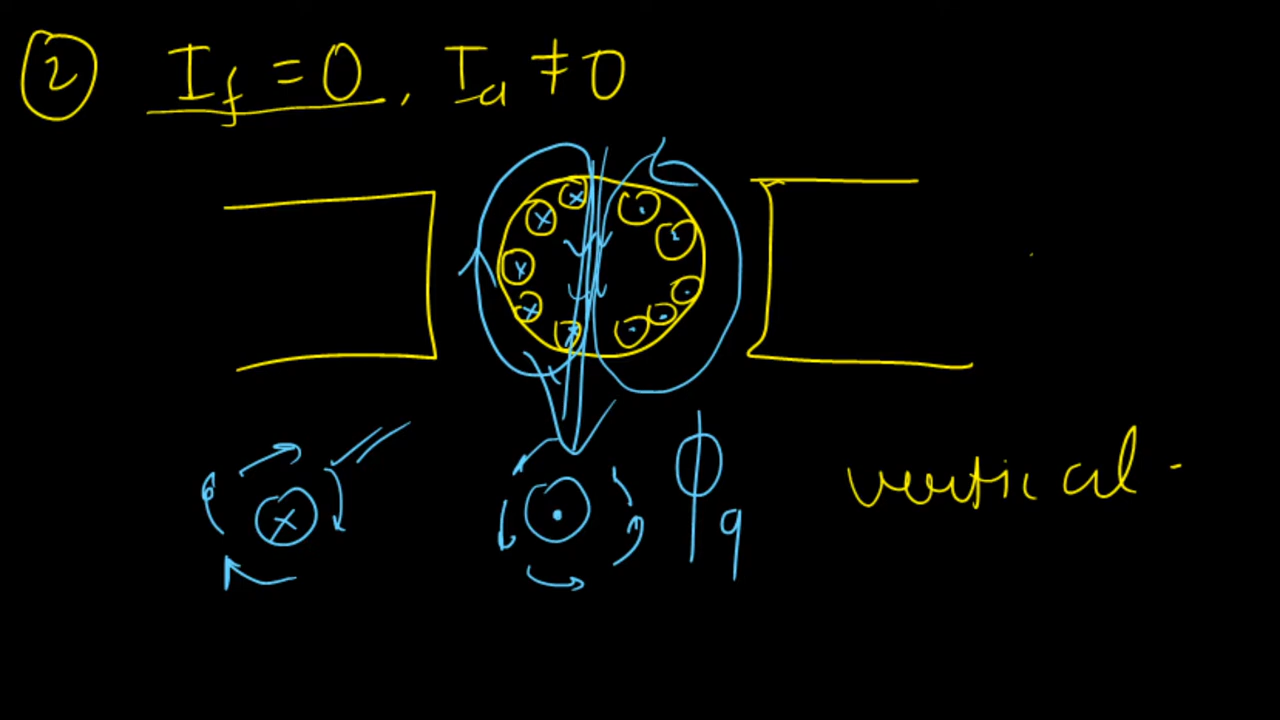 ② I_f = 0, I_a ≠ 0
ϕ_q
vertical -